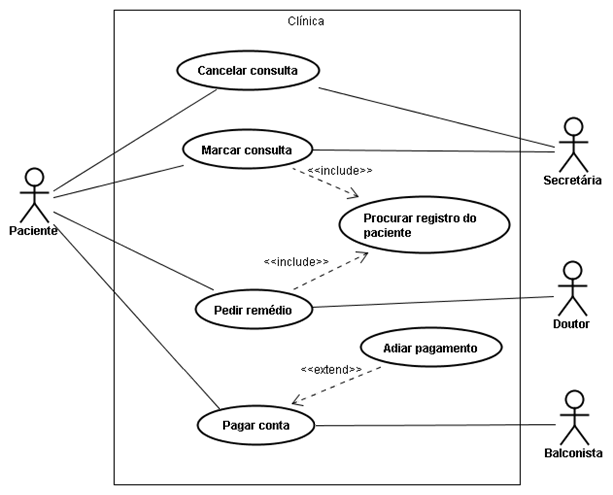 Clínica
Cancelar consulta
Marcar consulta
<<include>>
Secretária
Procurar registro do
paciente
Paciente
<<include>>
Pedir remédio
Doutor
Adiar pagamento
<<extend>>
Pagar conta
Balconista